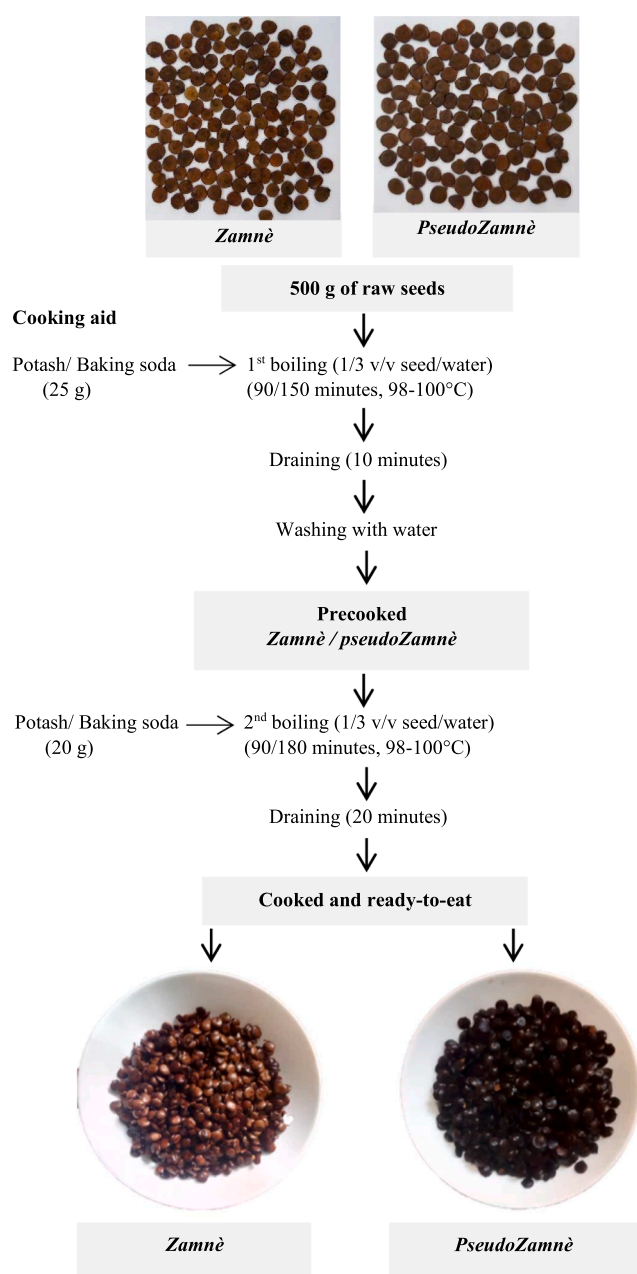 Zamnè
PseudoZamnè
500 g of raw seeds
Cooking aid
Potash/ Baking soda
(25 g)
1st boiling (1/3 v/v seed/water)
(90/150 minutes, 98-100°C)
Draining (10 minutes)
Washing with water
Precooked
Zamnè / pseudoZamnè
Potash/ Baking soda
(20 g)
2nd boiling (1/3 v/v seed/water)
(90/180 minutes, 98-100°C)
Draining (20 minutes)
Cooked and ready-to-eat
Zamnè
PseudoZamnè